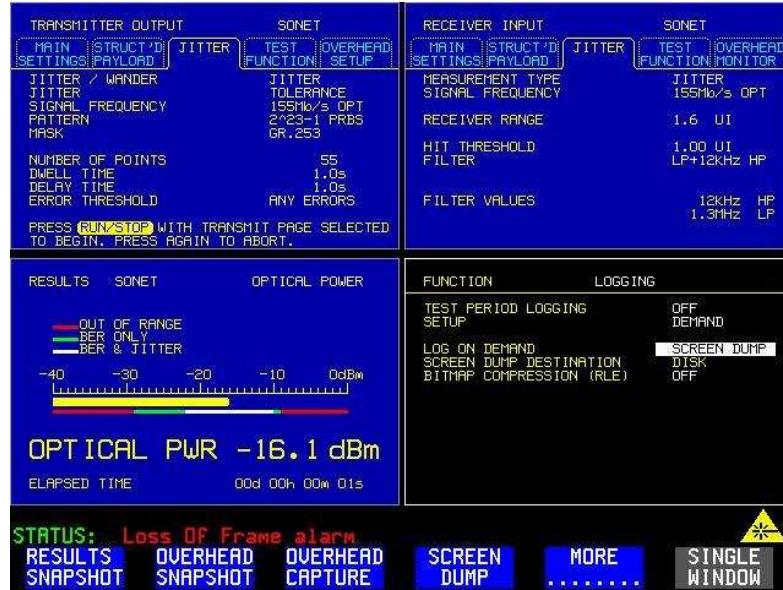 TRANSMITTER OUTPUT SONET
MAIN SETTINGS STRUCT'D PAYLOAD JITTER TEST FUNCTION OVERHEAD SETUP
JITTER / WANDER JITTER
JITTER TOLERANCE
SIGNAL FREQUENCY 155Mb/s OPT
PATTERN 2^23-1 PRBS
MASK GR.253
NUMBER OF POINTS 55
DWELL TIME 1.0s
DELAY TIME 1.0s
ERROR THRESHOLD ANY ERRORS
PRESS RUN/STOP WITH TRANSMIT PAGE SELECTED
TO BEGIN. PRESS AGAIN TO ABORT.
RECEIVER INPUT SONET
MAIN SETTINGS STRUCT'D PAYLOAD JITTER TEST FUNCTION OVERHEAD MONITOR
MEASUREMENT TYPE JITTER
SIGNAL FREQUENCY 155Mb/s OPT
RECEIVER RANGE 1.6 UI
HIT THRESHOLD 1.00 UI
FILTER LP+12KHz HP
FILTER VALUES 12KHz HP
1.3MHz LP
RESULTS SONET OPTICAL POWER
OUT OF RANGE
BER ONLY
BER & JITTER
-40 -30 -20 -10 0dBm
OPTICAL PWR -16.1 dBm
ELAPSED TIME 00d 00h 00m 01s
FUNCTION LOGGING
TEST PERIOD LOGGING OFF
SETUP DEMAND
LOG ON DEMAND SCREEN DUMP
SCREEN DUMP DESTINATION DISK
BITMAP COMPRESSION (RLE) OFF
STATUS: Loss OF Frame alarm
RESULTS SNAPSHOT OVERHEAD SNAPSHOT OVERHEAD CAPTURE SCREEN DUMP MORE ........ SINGLE WINDOW